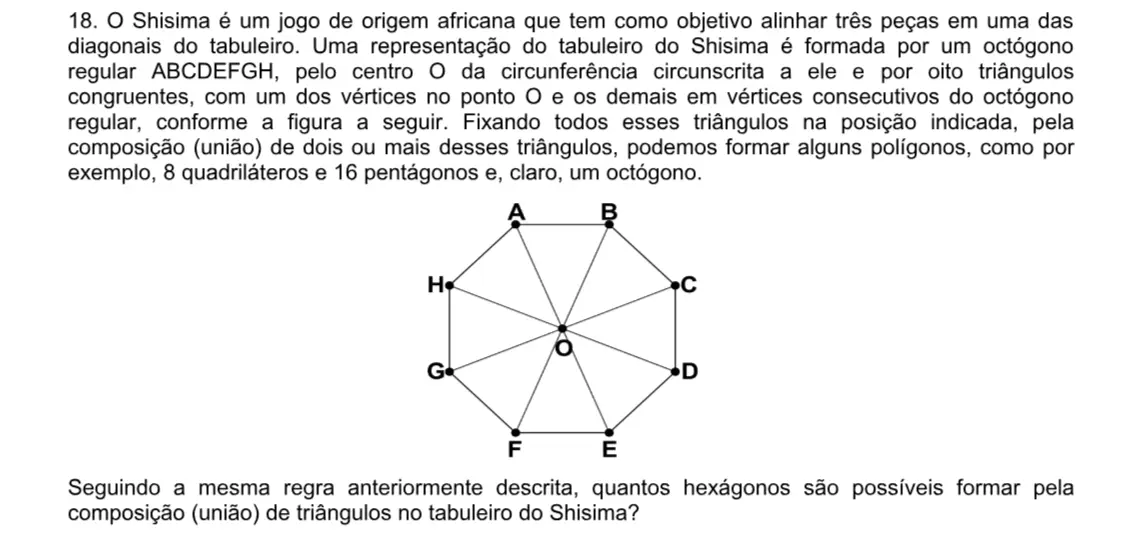 18. O Shisima é um jogo de origem africana que tem como objetivo alinhar três peças em uma das
diagonais do tabuleiro. Uma representação do tabuleiro do Shisima é formada por um octógono
regular ABCDEFGH, pelo centro O da circunferência circunscrita a ele e por oito triângulos
congruentes, com um dos vértices no ponto O e os demais em vértices consecutivos do octógono
regular, conforme a figura a seguir. Fixando todos esses triângulos na posição indicada, pela
composição (união) de dois ou mais desses triângulos, podemos formar alguns polígonos, como por
exemplo, 8 quadriláteros e 16 pentágonos e, claro, um octógono.
A B
H C
O
G D
F E
Seguindo a mesma regra anteriormente descrita, quantos hexágonos são possíveis formar pela
composição (união) de triângulos no tabuleiro do Shisima?